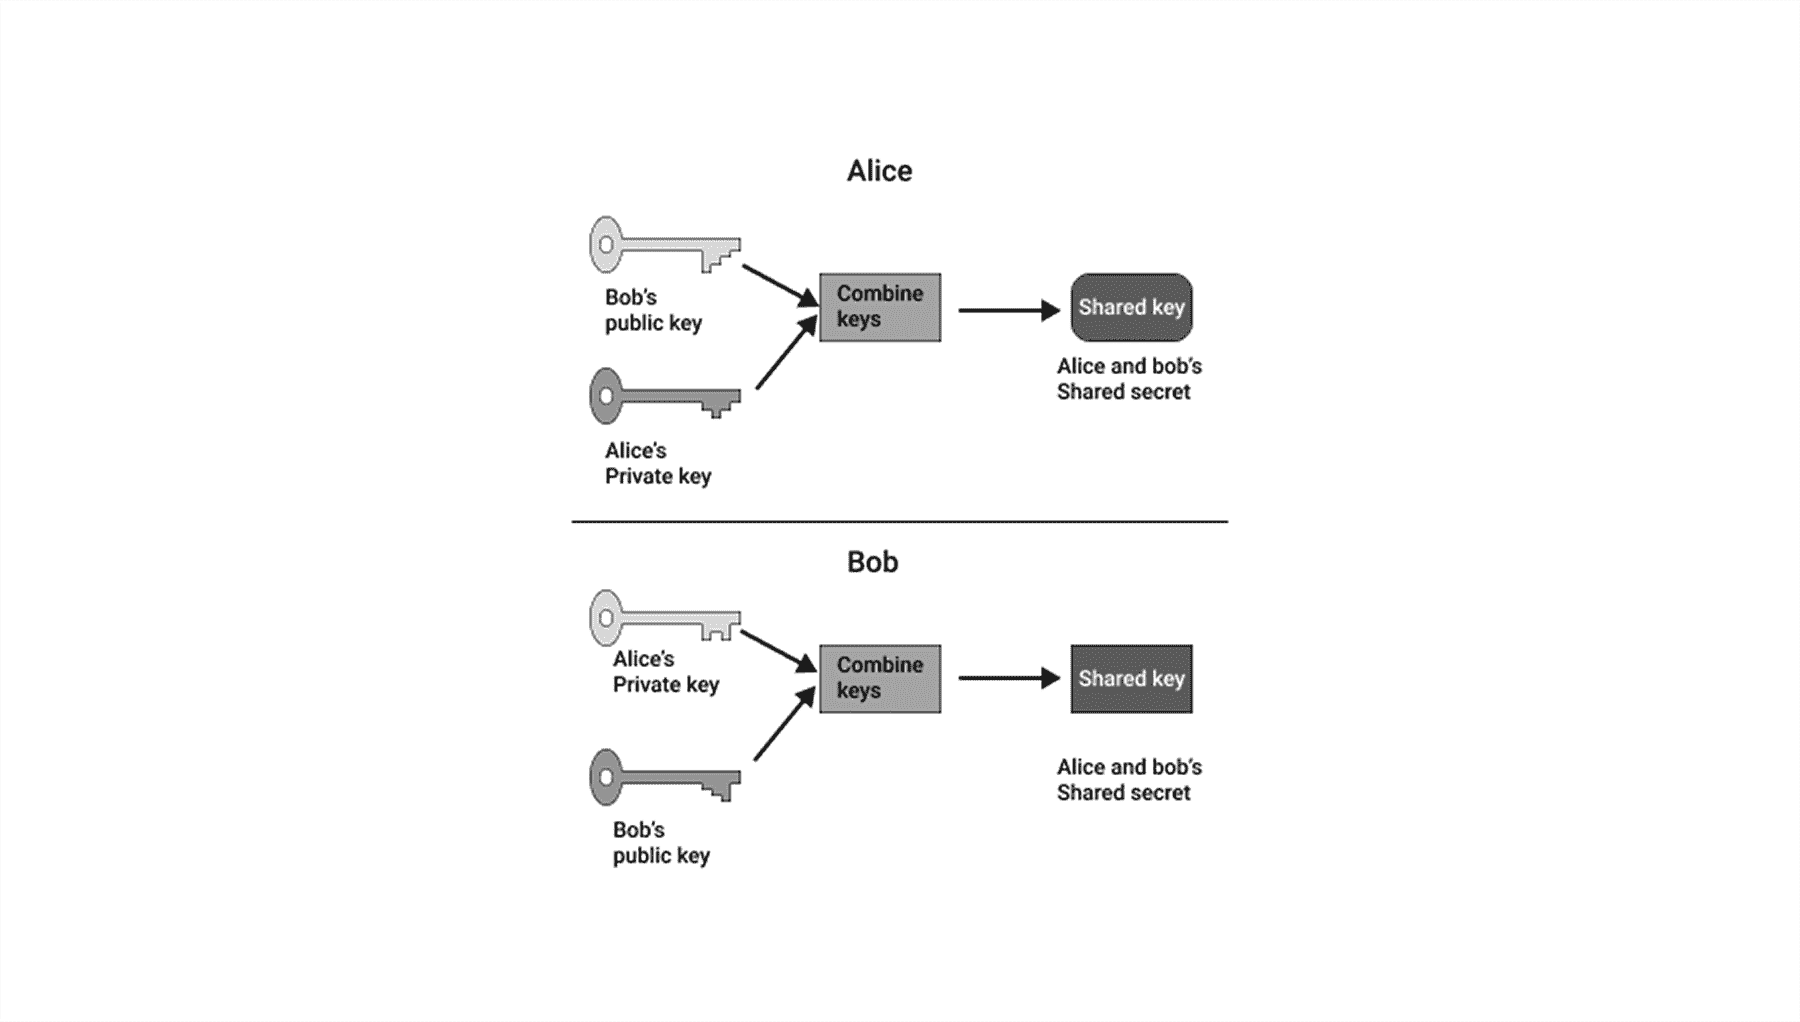 Alice
Bob's
public key
Alice's
Private key
Combine
keys
Shared key
Alice and bob's
Shared secret
Bob
Alice's
Private key
Bob's
public key
Combine
keys
Shared key
Alice and bob's
Shared secret